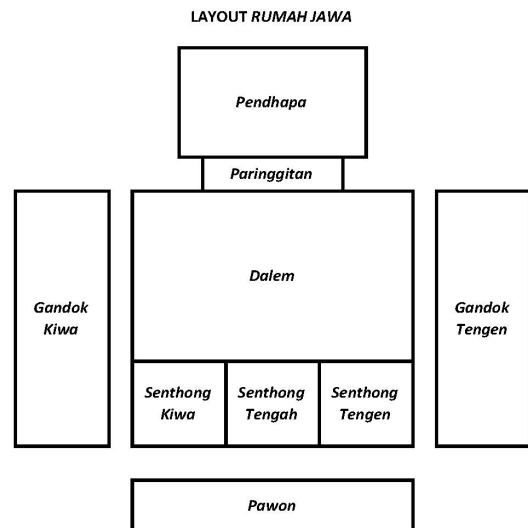 LAYOUT RUMAH JAWA
Pendhapa
Paringgitan
Dalem
Gandok
Kiwa
Gandok
Tengen
Senthong
Kiwa
Senthong
Tengah
Senthong
Tengen
Pawon